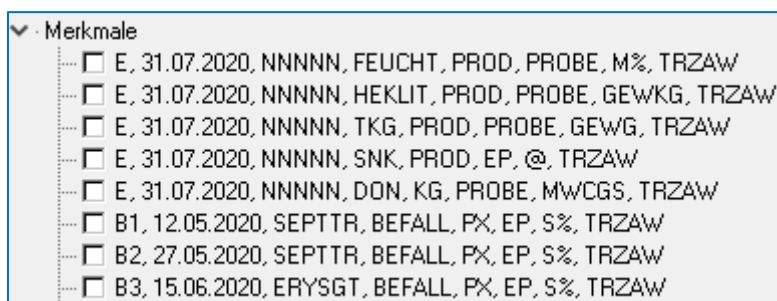 Merkmale
E, 31.07.2020, NNNNN, FEUCHT, PROD, PROBE, M%, TRZAW
E, 31.07.2020, NNNNN, HEKLIT, PROD, PROBE, GEWKG, TRZAW
E, 31.07.2020, NNNNN, TKG, PROD, PROBE, GEWG, TRZAW
E, 31.07.2020, NNNNN, SNK, PROD, EP, @, TRZAW
E, 31.07.2020, NNNNN, DON, KG, PROBE, MWCGS, TRZAW
B1, 12.05.2020, SEPTTR, BEFALL, PX, EP, S%, TRZAW
B2, 27.05.2020, SEPTTR, BEFALL, PX, EP, S%, TRZAW
B3, 15.06.2020, ERYSGT, BEFALL, PX, EP, S%, TRZAW